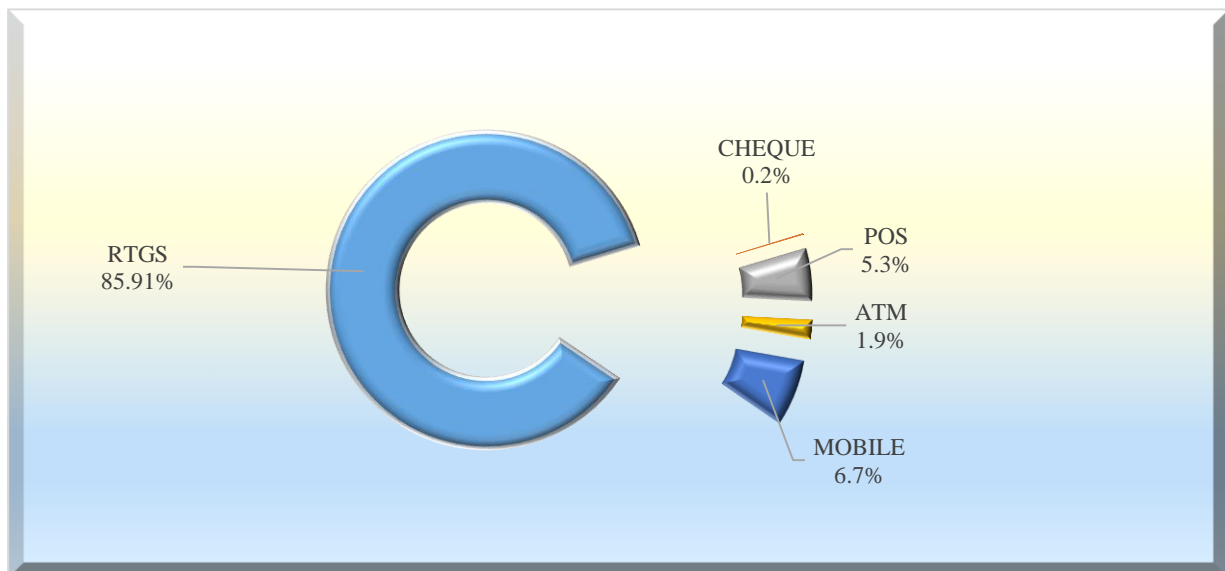 CHEQUE
0.2%
POS
5.3%
RTGS
85.91%
ATM
1.9%
MOBILE
6.7%